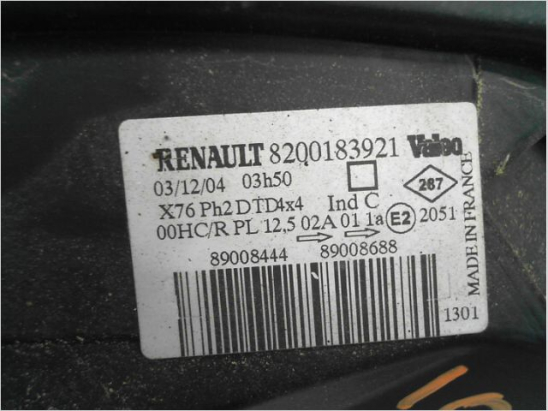 RENAULT 8200183921 Valeo
03/12/04 03h50
267
X76 Ph2 DTD4x4 Ind C
00HC/R PL 12,5 02A 01 1a E2 2051
89008444 89008688
MADE IN FRANCE
1301